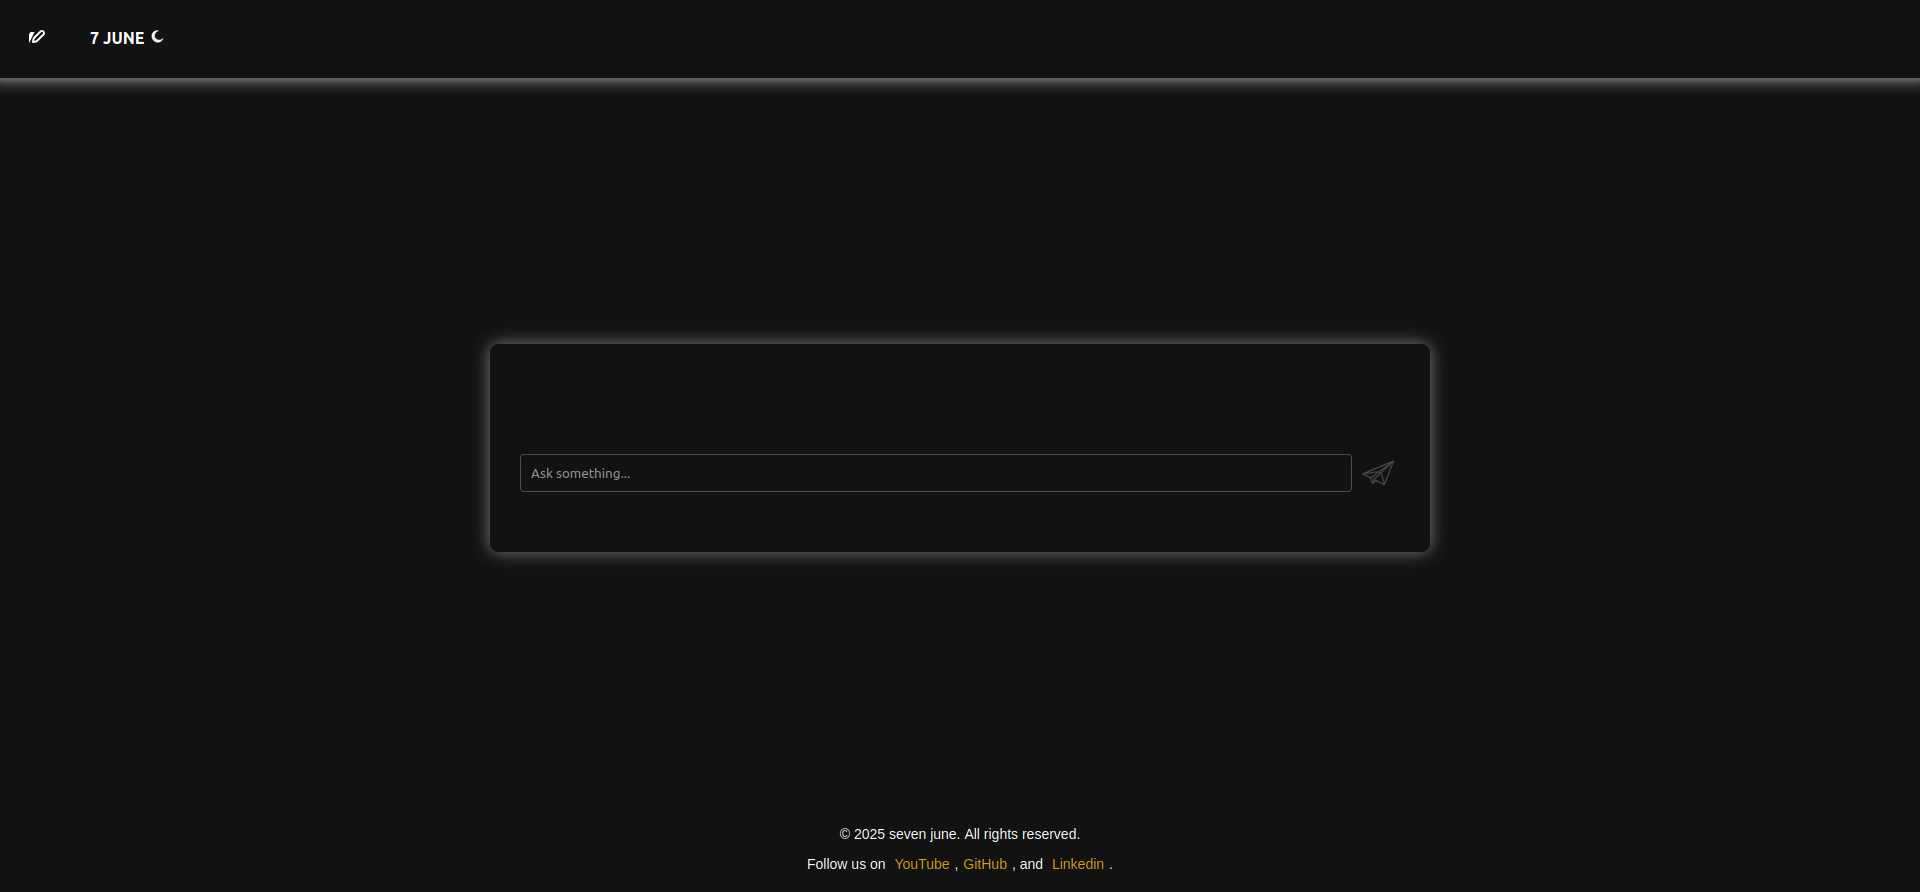 7 JUNE
Ask something...
© 2025 seven june. All rights reserved.
Follow us on YouTube , GitHub , and Linkedin .